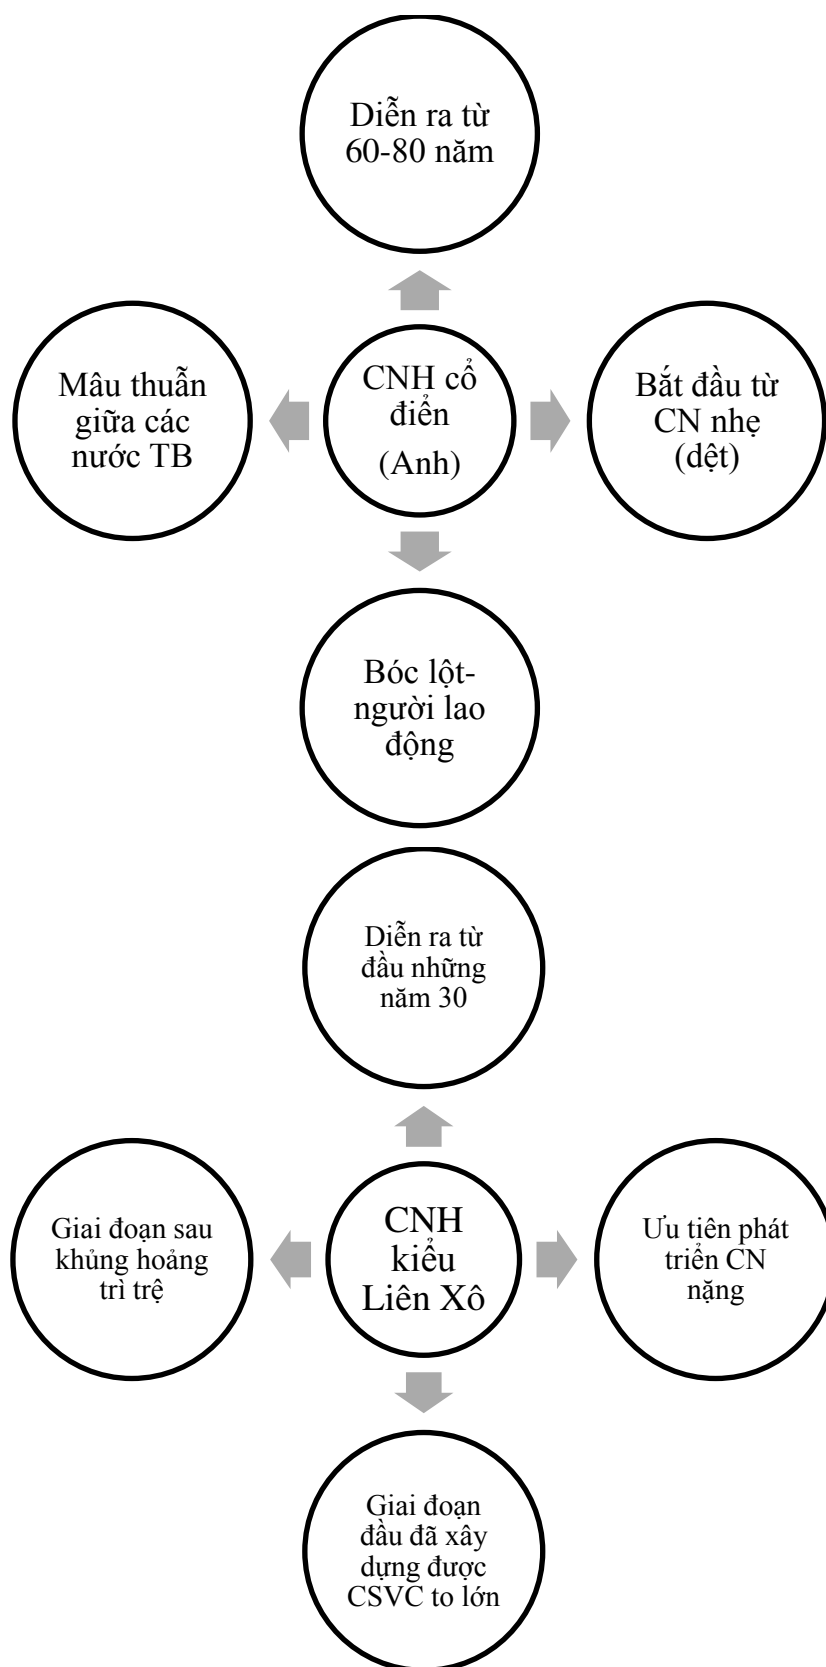 Diễn ra từ
60-80 năm
Mâu thuẫn
giữa các
nước TB
CNH cổ
điển
(Anh)
Bắt đầu từ
CN nhẹ
(dệt)
Bóc lột-
người lao
động
Diễn ra từ
đầu những
năm 30
Giai đoạn sau
khủng hoảng
trì trệ
CNH
kiểu
Liên Xô
Ưu tiên phát
triển CN
nặng
Giai đoạn
đầu đã xây
dựng được
CSVC to lớn